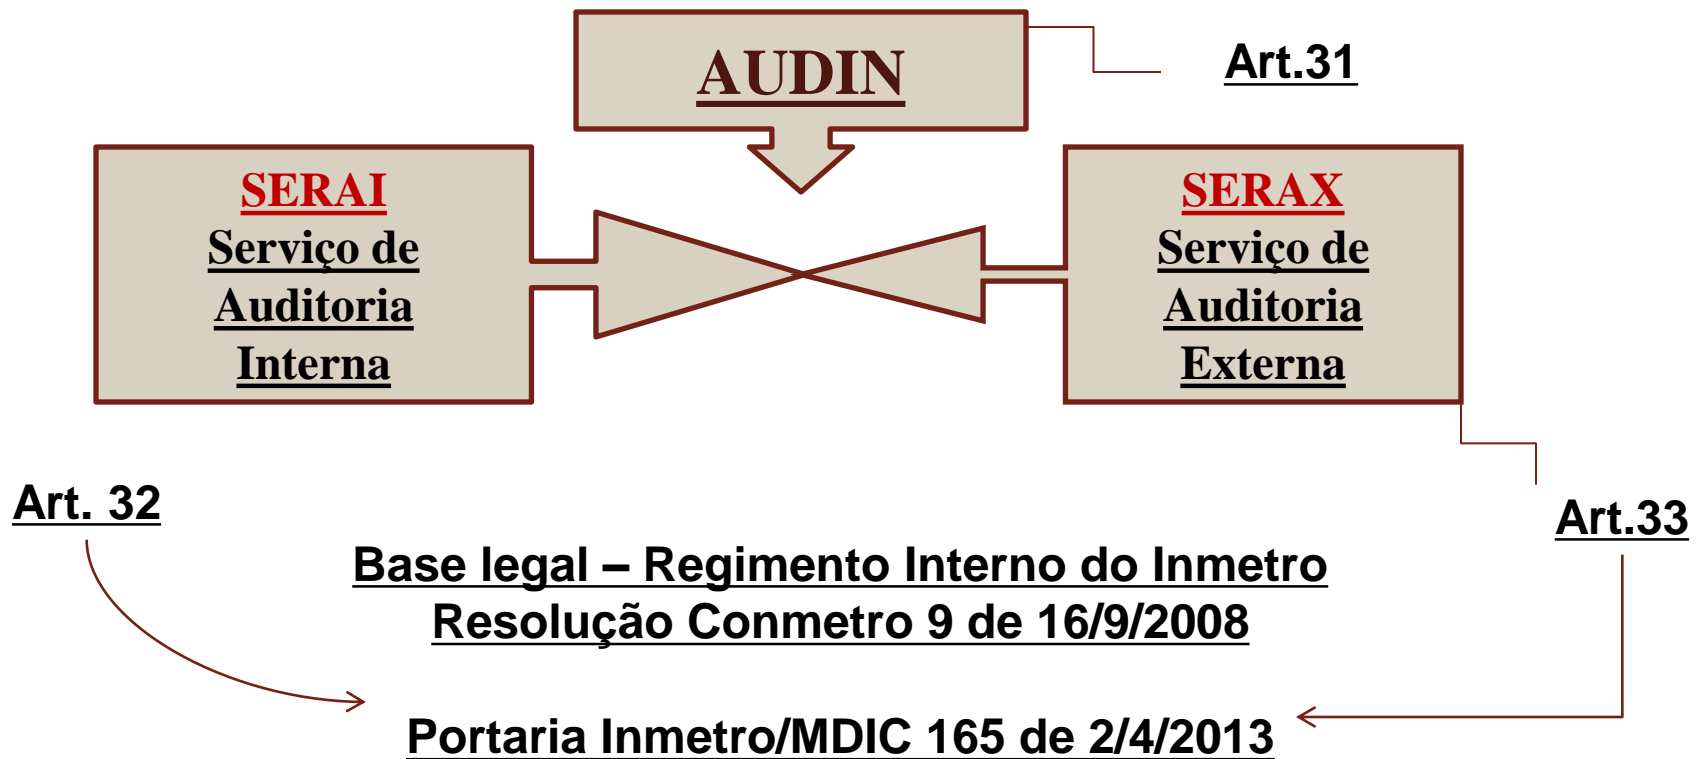 AUDIN
Art.31
SERAI
Serviço de
Auditoria
Interna
SERAX
Serviço de
Auditoria
Externa
Art. 32
Art.33
Base legal – Regimento Interno do Inmetro
Resolução Conmetro 9 de 16/9/2008
Portaria Inmetro/MDIC 165 de 2/4/2013